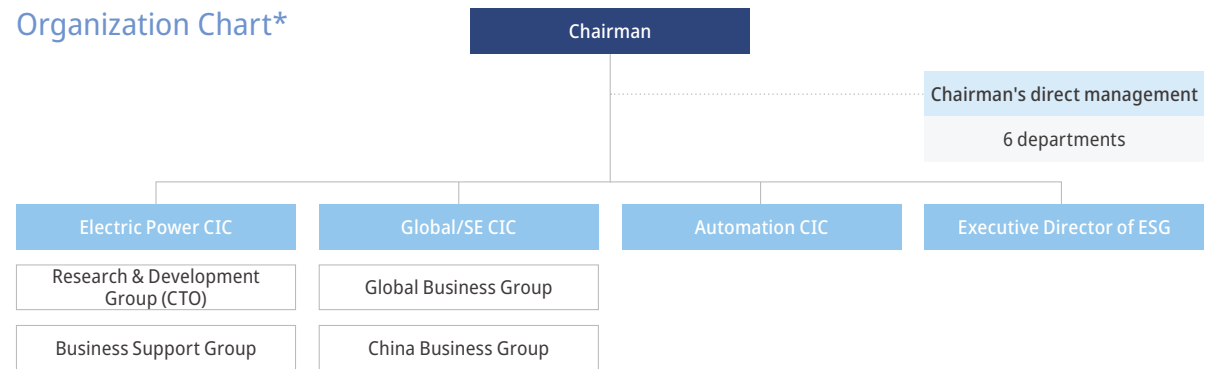 Organization Chart*
Chairman
Chairman's direct management
6 departments
Electric Power CIC
Global/SE CIC
Automation CIC
Executive Director of ESG
Research & Development
Group (CTO)
Global Business Group
Business Support Group
China Business Group